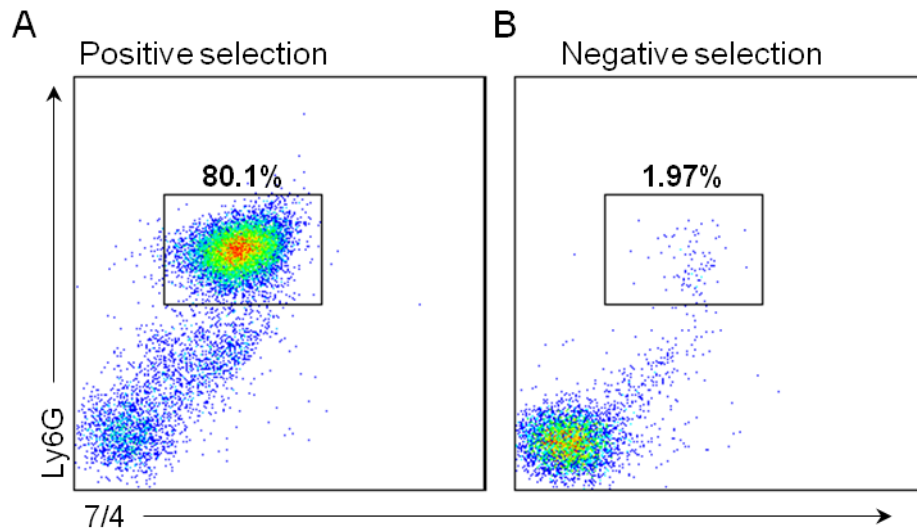 A
B
Positive selection
Negative selection
80.1%
1.97%
Ly6G
7/4